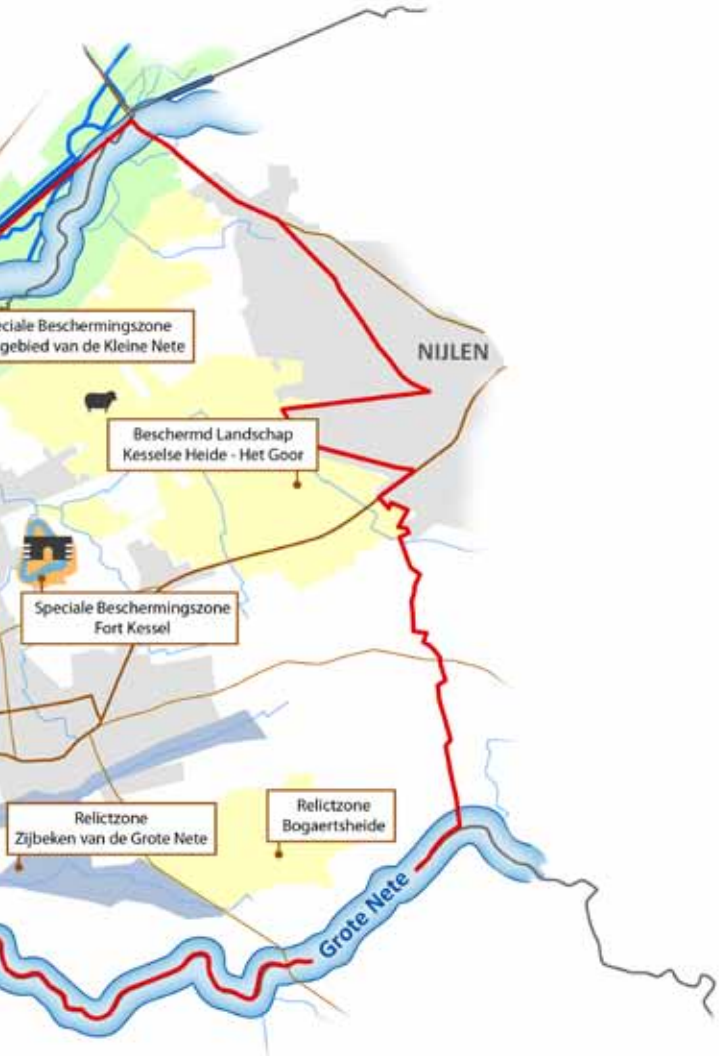 eciale Beschermingszone
gebied van de Kleine Nete
NIJLEN
Beschermd Landschap
Kesselse Heide - Het Goor
Speciale Beschermingszone
Fort Kessel
Relictzone
Zijbeken van de Grote Nete
Relictzone
Bogaertsheide
Grote Nete